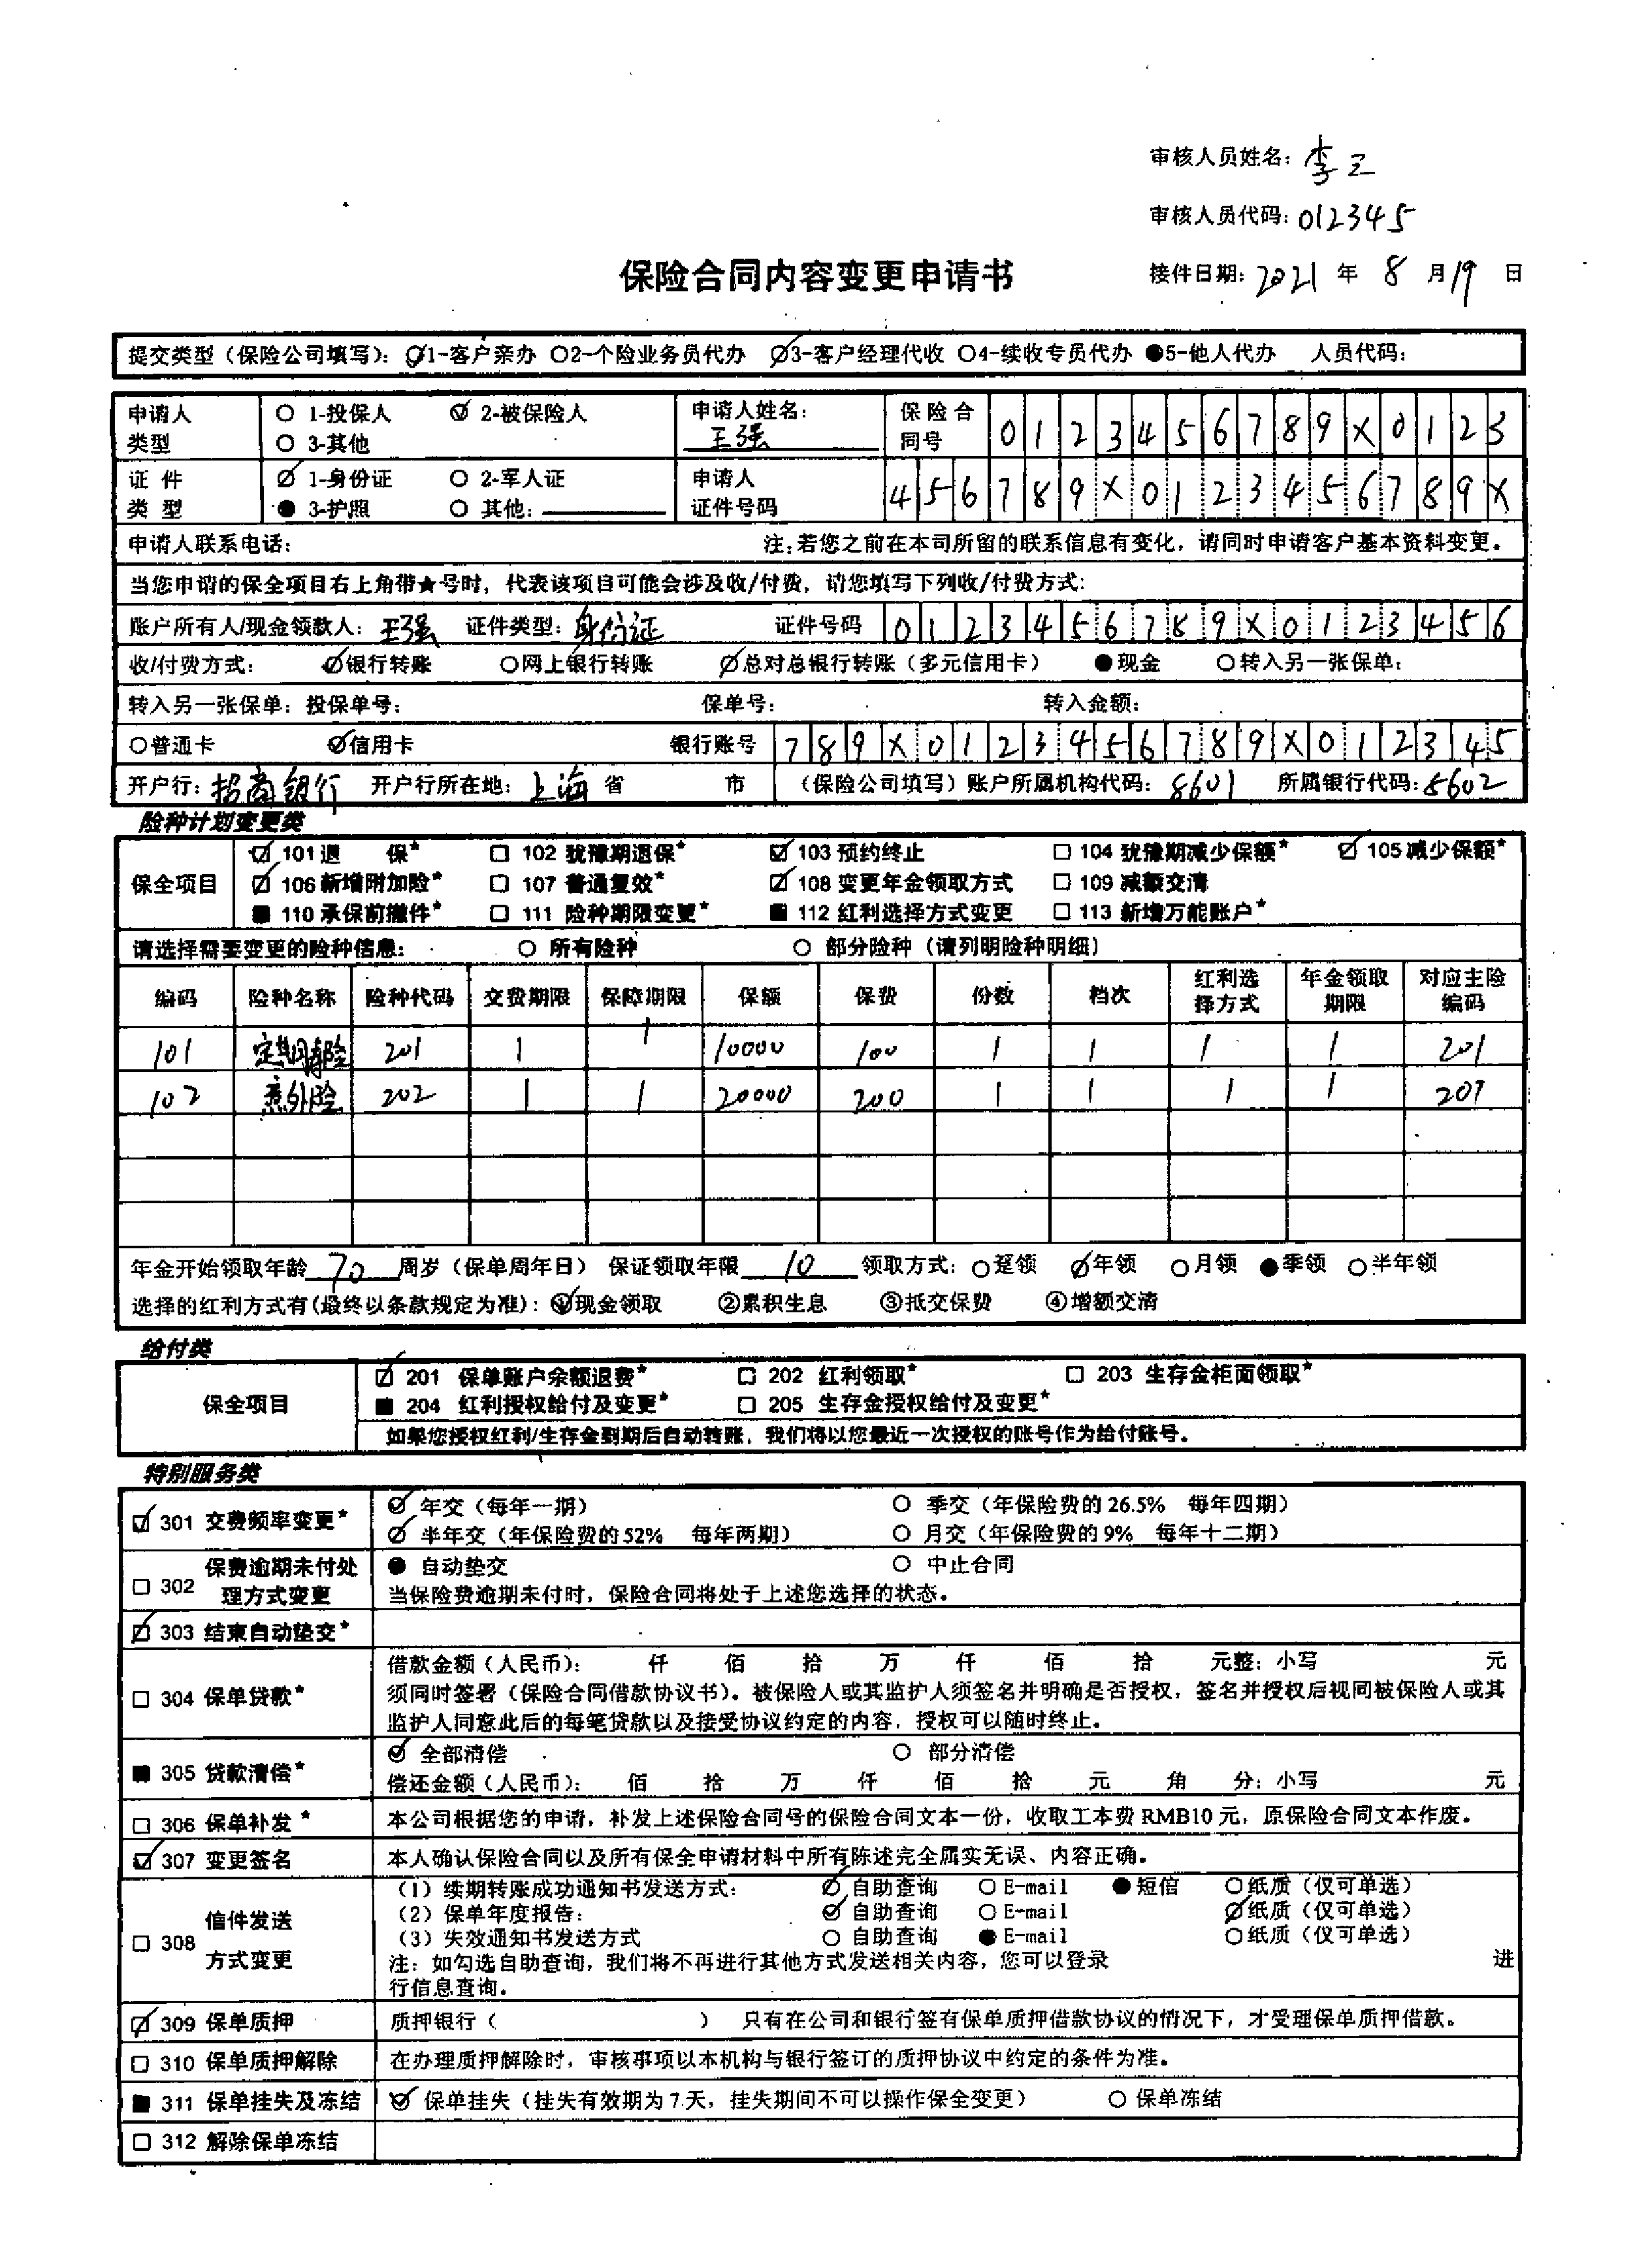 审核人员姓名: 李三
审核人员代码: 012345
保险合同内容变更申请书
接件日期: 2021 年 8 月 19 日
提交类型（保险公司填写）: 1-客户亲办 2-个险业务员代办 3-客户经理代收 4-续收专员代办 5-他人代办 人员代码:
申请人类型 1-投保人 2-被保险人 3-其他 申请人姓名: 王强 保险合同号 0123456789X0123
证件类型 1-身份证 2-军人证 3-护照 其他: 申请人证件号码 456789X0123456789X
申请人联系电话: 注:若您之前在本司所留的联系信息有变化，请同时申请客户基本资料变更。
当您申请的保全项目右上角带★号时，代表该项目可能会涉及收/付费，请您填写下列收/付费方式:
账户所有人/现金领款人: 王强 证件类型: 身份证 证件号码 0123456789X0123456
收/付费方式: 银行转账 网上银行转账 总对总银行转账（多元信用卡） 现金 转入另一张保单:
转入另一张保单: 投保单号: 保单号: 转入金额:
普通卡 信用卡 银行账号 789X0123456789X012345
开户行: 招商银行 开户行所在地: 上海 省 市 （保险公司填写）账户所属机构代码: 8601 所属银行代码: 8602
险种计划变更类
保全项目
101 退 保* 102 犹豫期退保* 103 预约终止 104 犹豫期减少保额* 105 减少保额*
106 新增附加险* 107 普通复效* 108 变更年金领取方式 109 减额交清
110 承保前撤件* 111 险种期限变更* 112 红利选择方式变更 113 新增万能账户*
请选择需要变更的险种信息: 所有险种 部分险种（请列明险种明细）
编码 险种名称 险种代码 交费期限 保障期限 保额 保费 份数 档次 红利选择方式 年金领取期限 对应主险编码
101 定期寿险 201 1 1 10000 100 1 1 1 1 201
102 意外险 202 1 1 20000 200 1 1 1 1 207
年金开始领取年龄 70 周岁（保单周年日） 保证领取年限 10 领取方式: 趸领 年领 月领 季领 半年领
选择的红利方式有(最终以条款规定为准): ①现金领取 ②累积生息 ③抵交保费 ④增额交清
给付类
保全项目
201 保单账户余额退费* 202 红利领取* 203 生存金柜面领取*
204 红利授权给付及变更* 205 生存金授权给付及变更*
如果您授权红利/生存金到期后自动转账，我们将以您最近一次授权的账号作为给付账号。
特别服务类
301 交费频率变更*
年交（每年一期） 季交（年保险费的 26.5% 每年四期）
半年交（年保险费的 52% 每年两期） 月交（年保险费的 9% 每年十二期）
302 保费逾期未付处理方式变更
自动垫交 中止合同
当保险费逾期未付时，保险合同将处于上述您选择的状态。
303 结束自动垫交*
304 保单贷款*
借款金额（人民币）: 仟 佰 拾 万 仟 佰 拾 元整: 小写 元
须同时签署（保险合同借款协议书）。被保险人或其监护人须签名并明确是否授权，签名并授权后视同被保险人或其
监护人同意此后的每笔贷款以及接受协议约定的内容，授权可以随时终止。
305 贷款清偿*
全部清偿 部分清偿
偿还金额（人民币）: 佰 拾 万 仟 佰 拾 元 角 分: 小写 元
306 保单补发* 本公司根据您的申请，补发上述保险合同号的保险合同文本一份，收取工本费 RMB10 元，原保险合同文本作废。
307 变更签名 本人确认保险合同以及所有保全申请材料中所有陈述完全属实无误、内容正确。
308 信件发送方式变更
（1）续期转账成功通知书发送方式: 自助查询 E-mail 短信 纸质（仅可单选）
（2）保单年度报告: 自助查询 E-mail 纸质（仅可单选）
（3）失效通知书发送方式 自助查询 E-mail 纸质（仅可单选）
注: 如勾选自助查询，我们将不再进行其他方式发送相关内容，您可以登录 进
行信息查询。
309 保单质押 质押银行（ ） 只有在公司和银行签有保单质押借款协议的情况下，才受理保单质押借款。
310 保单质押解除 在办理质押解除时，审核事项以本机构与银行签订的质押协议中约定的条件为准。
311 保单挂失及冻结 保单挂失（挂失有效期为 7 天，挂失期间不可以操作保全变更） 保单冻结
312 解除保单冻结